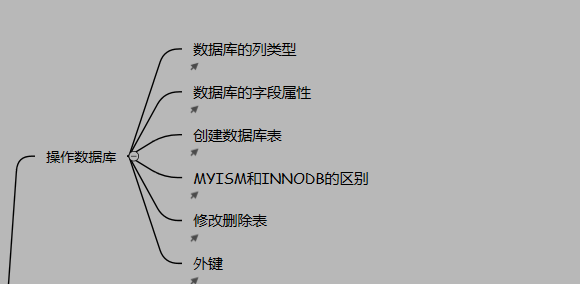 数据库的列类型
数据库的字段属性
创建数据库表
操作数据库
MYISM和INNODB的区别
修改删除表
外键